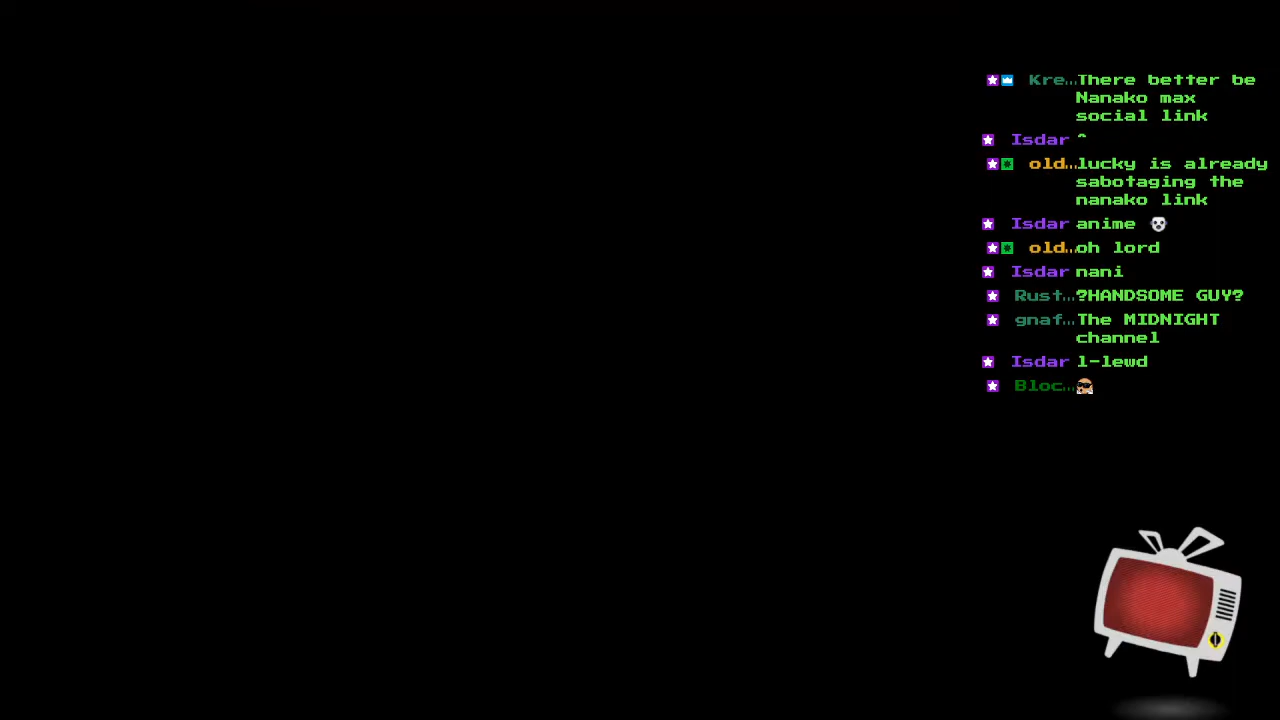 Kre...There better be
Nanako max
social link
Isdar ^
old...lucky is already
sabotaging the
nanako link
Isdar anime
old...oh lord
Isdar nani
Rust...?HANDSOME GUY?
gnaf...The MIDNIGHT
channel
Isdar l-lewd
Bloc...